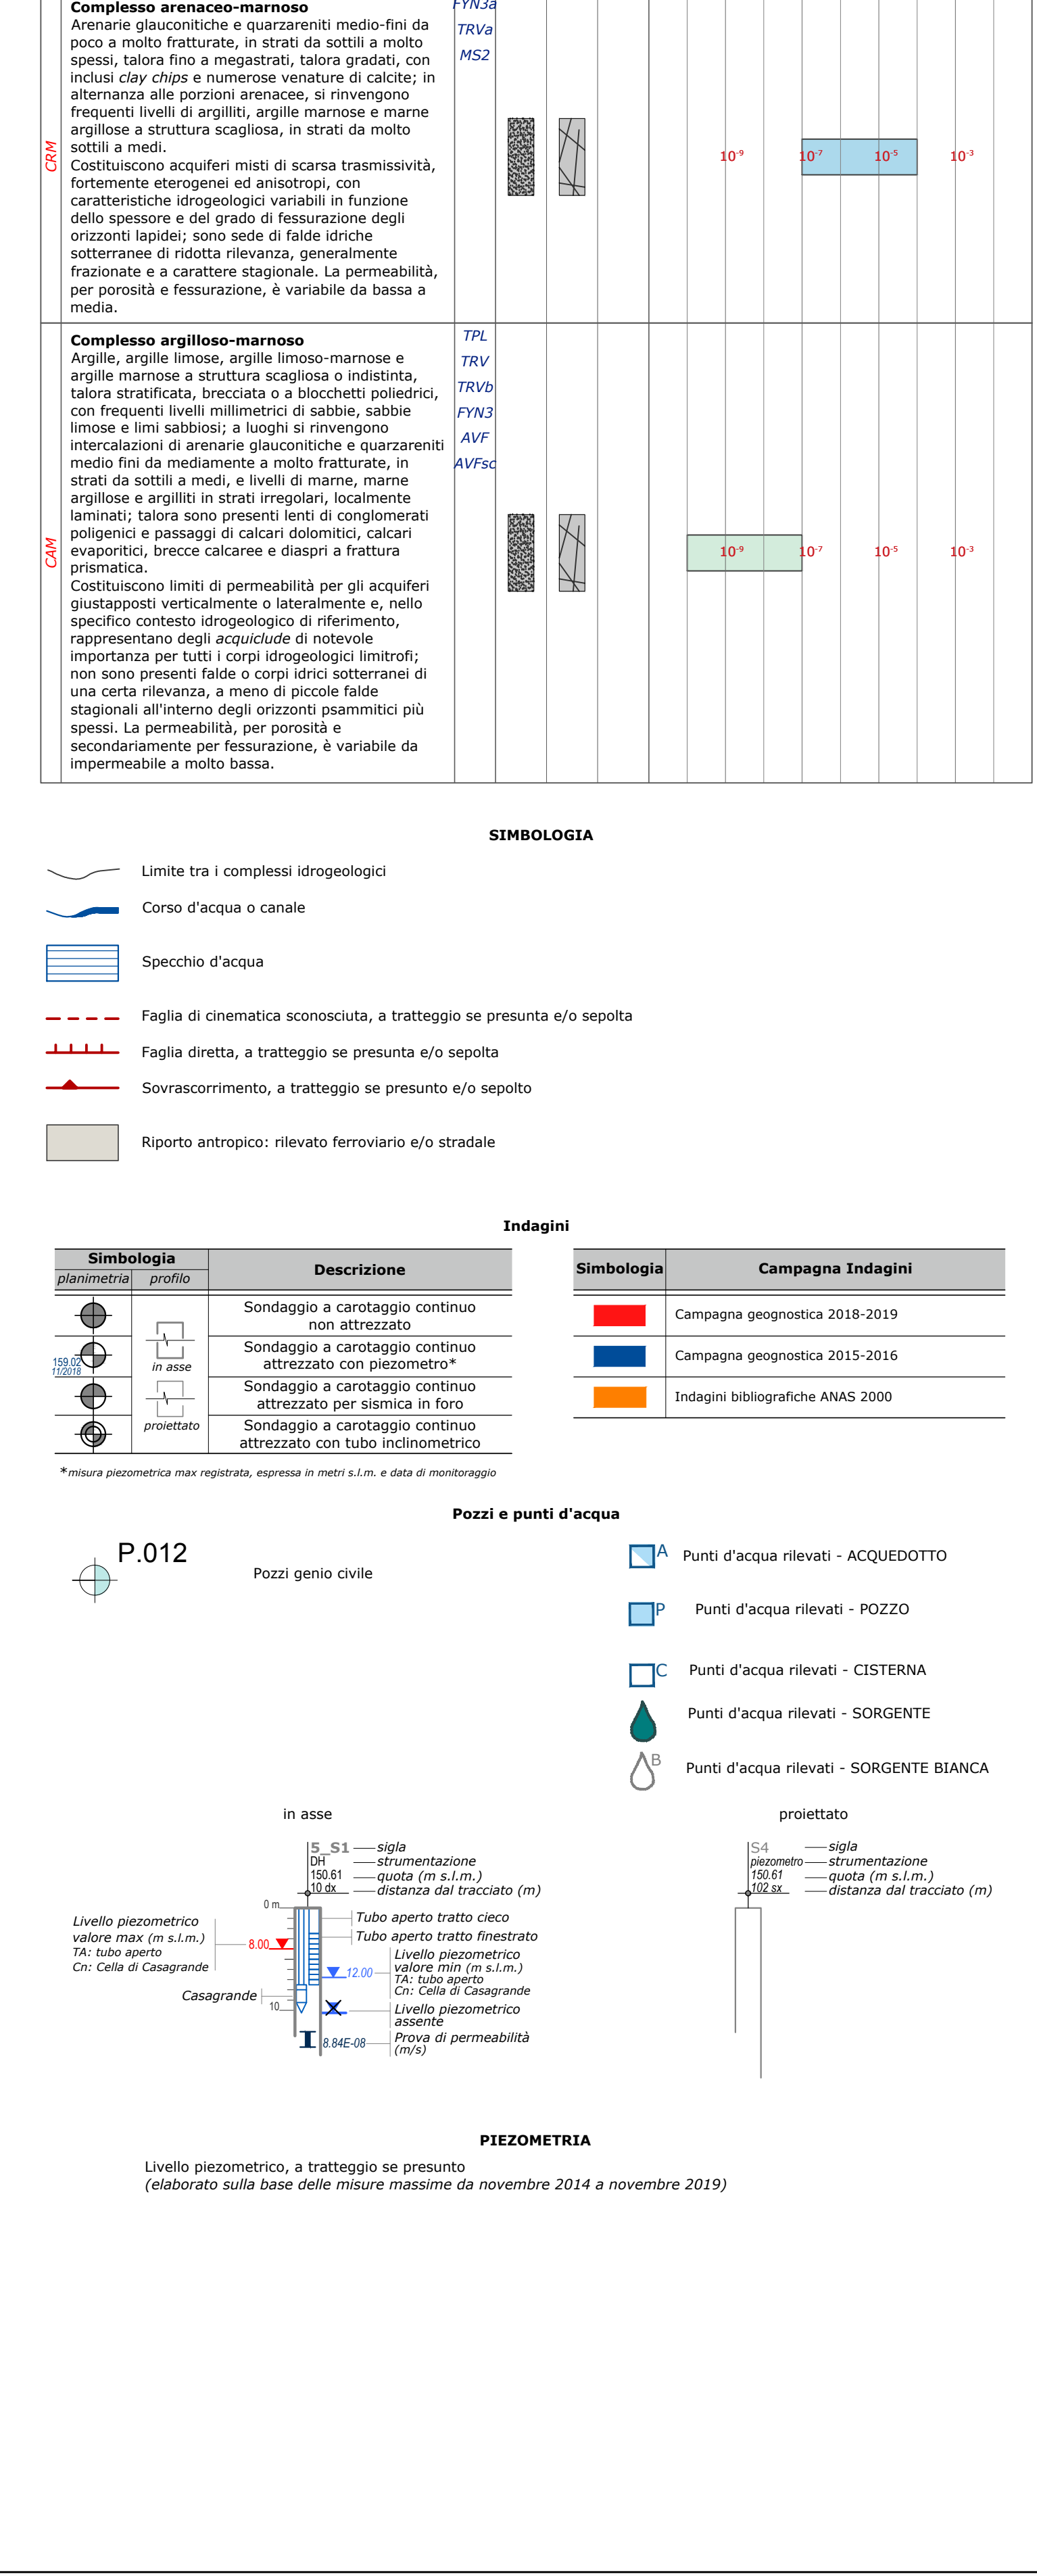 Complesso arenaceo-marnoso
Arenarie glauconitiche e quarzareniti medio-fini da
poco a molto fratturate, in strati da sottili a molto
spessi, talora fino a megastrati, talora gradati, con
inclusi clay chips e numerose venature di calcite; in
alternanza alle porzioni arenacee, si rinvengono
frequenti livelli di argilliti, argille marnose e marne
argillose a struttura scagliosa, in strati da molto
sottili a medi.
Costituiscono acquiferi misti di scarsa trasmissività,
fortemente eterogenei ed anisotropi, con
caratteristiche idrogeologici variabili in funzione
dello spessore e del grado di fessurazione degli
orizzonti lapidei; sono sede di falde idriche
sotterranee di ridotta rilevanza, generalmente
frazionate e a carattere stagionale. La permeabilità,
per porosità e fessurazione, è variabile da bassa a
media.
CRM
FYN3a
TRVa
MS2
10-9 10-7 10-5 10-3
Complesso argilloso-marnoso
Argille, argille limose, argille limoso-marnose e
argille marnose a struttura scagliosa o indistinta,
talora stratificata, brecciata o a blocchetti poliedrici,
con frequenti livelli millimetrici di sabbie, sabbie
limose e limi sabbiosi; a luoghi si rinvengono
intercalazioni di arenarie glauconitiche e quarzareniti
medio fini da mediamente a molto fratturate, in
strati da sottili a medi, e livelli di marne, marne
argillose e argilliti in strati irregolari, localmente
laminati; talora sono presenti lenti di conglomerati
poligenici e passaggi di calcari dolomitici, calcari
evaporitici, brecce calcaree e diaspri a frattura
prismatica.
Costituiscono limiti di permeabilità per gli acquiferi
giustapposti verticalmente o lateralmente e, nello
specifico contesto idrogeologico di riferimento,
rappresentano degli acquiclude di notevole
importanza per tutti i corpi idrogeologici limitrofi;
non sono presenti falde o corpi idrici sotterranei di
una certa rilevanza, a meno di piccole falde
stagionali all'interno degli orizzonti psammitici più
spessi. La permeabilità, per porosità e
secondariamente per fessurazione, è variabile da
impermeabile a molto bassa.
CAM
TPL
TRV
TRVb
FYN3
AVF
AVFsc
10-9 10-7 10-5 10-3
SIMBOLOGIA
Limite tra i complessi idrogeologici
Corso d'acqua o canale
Specchio d'acqua
Faglia di cinematica sconosciuta, a tratteggio se presunta e/o sepolta
Faglia diretta, a tratteggio se presunta e/o sepolta
Sovrascorrimento, a tratteggio se presunto e/o sepolto
Riporto antropico: rilevato ferroviario e/o stradale
Indagini
Simbologia
planimetria profilo
Descrizione
Sondaggio a carotaggio continuo
non attrezzato
159.02
11/2018
in asse
Sondaggio a carotaggio continuo
attrezzato con piezometro*
Sondaggio a carotaggio continuo
attrezzato per sismica in foro
proiettato
Sondaggio a carotaggio continuo
attrezzato con tubo inclinometrico
*misura piezometrica max registrata, espressa in metri s.l.m. e data di monitoraggio
Simbologia Campagna Indagini
Campagna geognostica 2018-2019
Campagna geognostica 2015-2016
Indagini bibliografiche ANAS 2000
Pozzi e punti d'acqua
P.012
Pozzi genio civile
A Punti d'acqua rilevati - ACQUEDOTTO
P Punti d'acqua rilevati - POZZO
C Punti d'acqua rilevati - CISTERNA
Punti d'acqua rilevati - SORGENTE
B Punti d'acqua rilevati - SORGENTE BIANCA
in asse
5_S1 sigla
DH strumentazione
150.61 quota (m s.l.m.)
10 dx distanza dal tracciato (m)
0 m
Tubo aperto tratto cieco
Tubo aperto tratto finestrato
Livello piezometrico
valore max (m s.l.m.)
TA: tubo aperto
Cn: Cella di Casagrande
8.00
12.00
Livello piezometrico
valore min (m s.l.m.)
TA: tubo aperto
Cn: Cella di Casagrande
Casagrande
10
Livello piezometrico
assente
8.84E-08
Prova di permeabilità
(m/s)
proiettato
S4 sigla
piezometro strumentazione
150.61 quota (m s.l.m.)
102 sx distanza dal tracciato (m)
PIEZOMETRIA
Livello piezometrico, a tratteggio se presunto
(elaborato sulla base delle misure massime da novembre 2014 a novembre 2019)